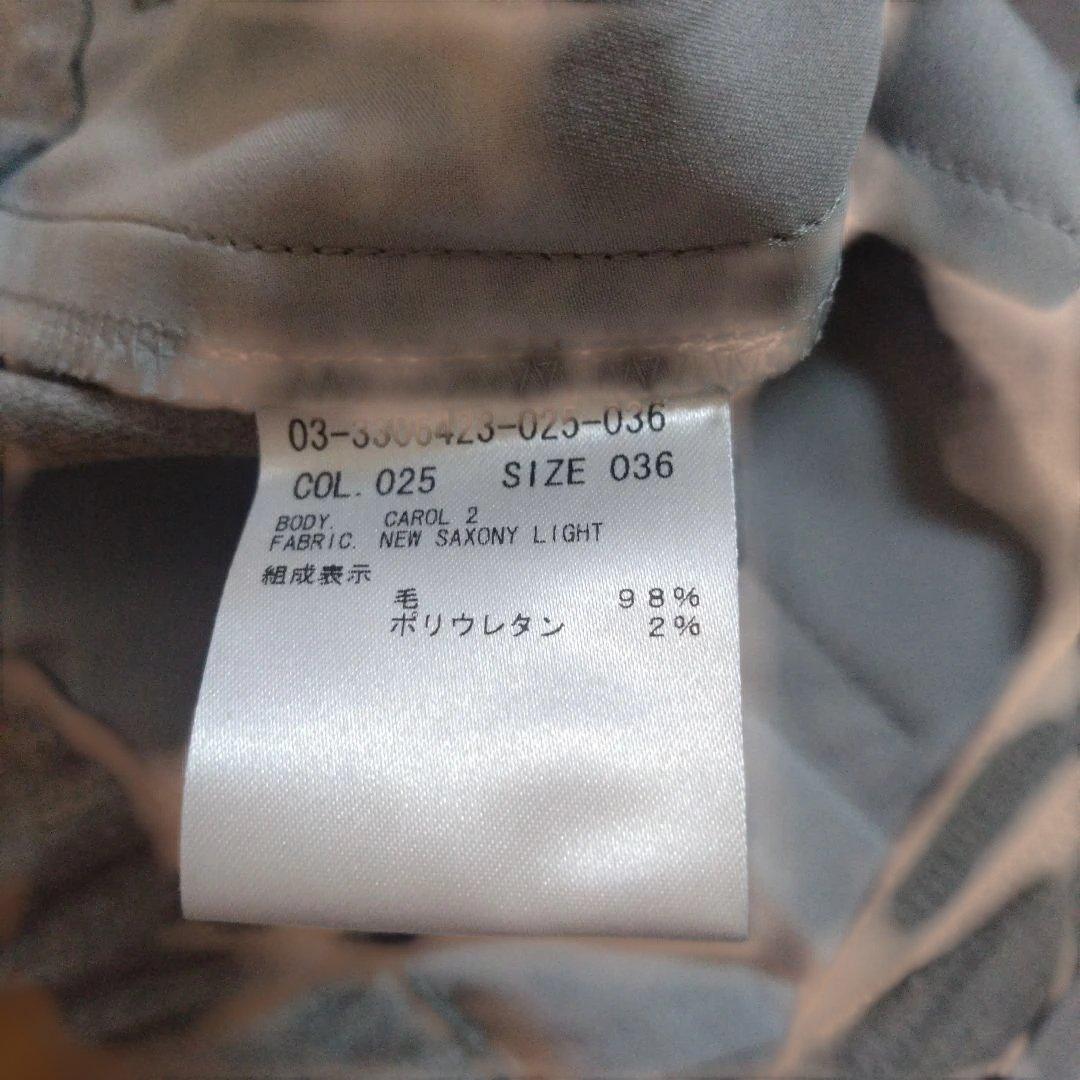 03-3306423-025-036
COL. 025 SIZE 036
BODY. CAROL 2
FABRIC. NEW SAXONY LIGHT
組成表示
毛 98%
ポリウレタン 2%